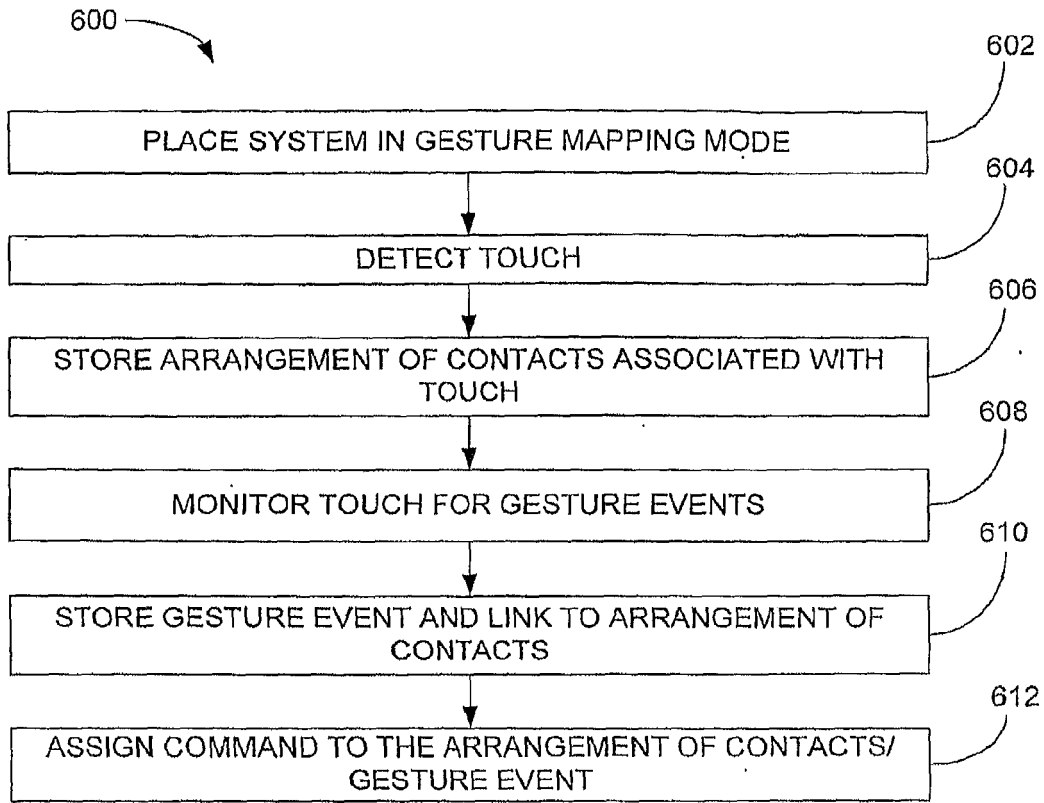 600
602
PLACE SYSTEM IN GESTURE MAPPING MODE
604
DETECT TOUCH
606
STORE ARRANGEMENT OF CONTACTS ASSOCIATED WITH
TOUCH
608
MONITOR TOUCH FOR GESTURE EVENTS
610
STORE GESTURE EVENT AND LINK TO ARRANGEMENT OF
CONTACTS
612
ASSIGN COMMAND TO THE ARRANGEMENT OF CONTACTS/
GESTURE EVENT